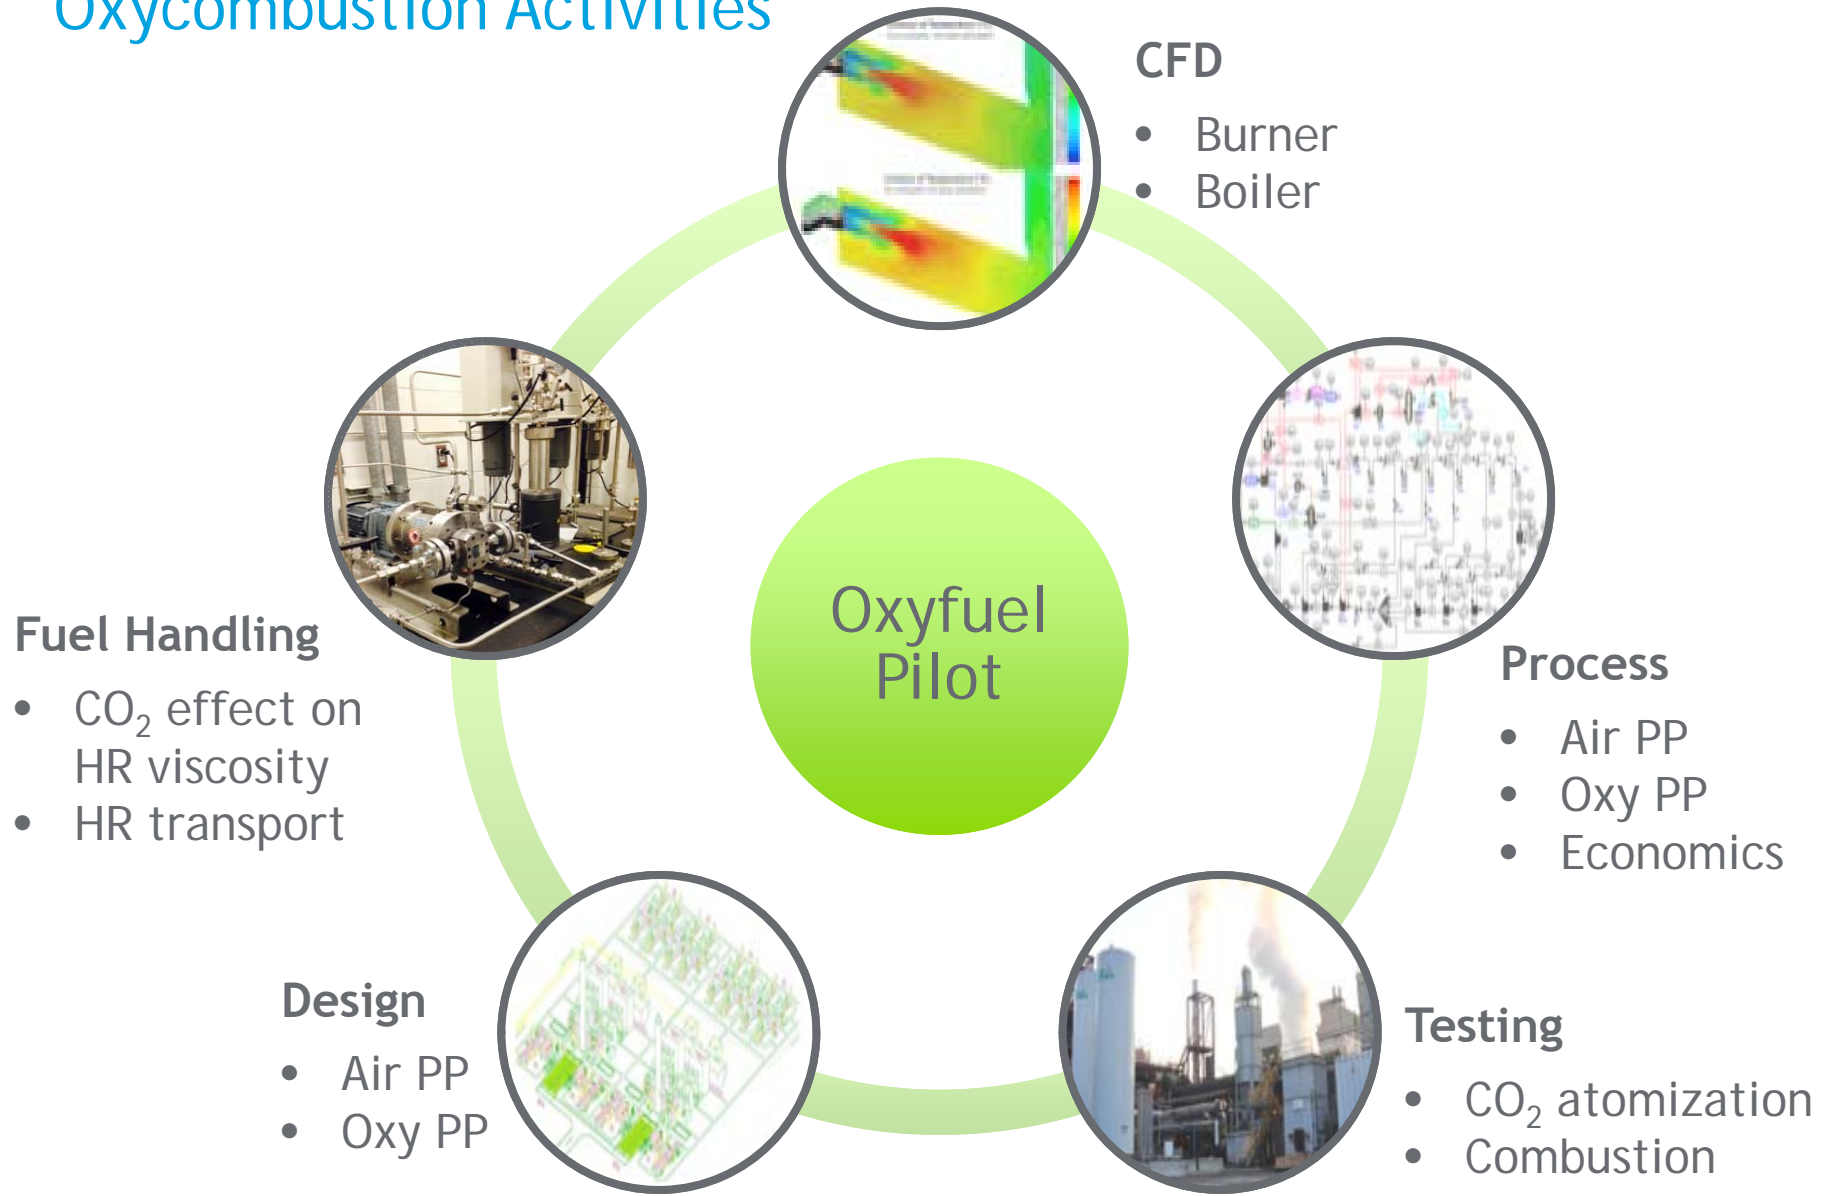 Oxycombustion Activities
CFD
• Burner
• Boiler
Oxyfuel
Pilot
Fuel Handling
• CO₂ effect on
HR viscosity
• HR transport
Process
• Air PP
• Oxy PP
• Economics
Design
• Air PP
• Oxy PP
Testing
• CO₂ atomization
• Combustion